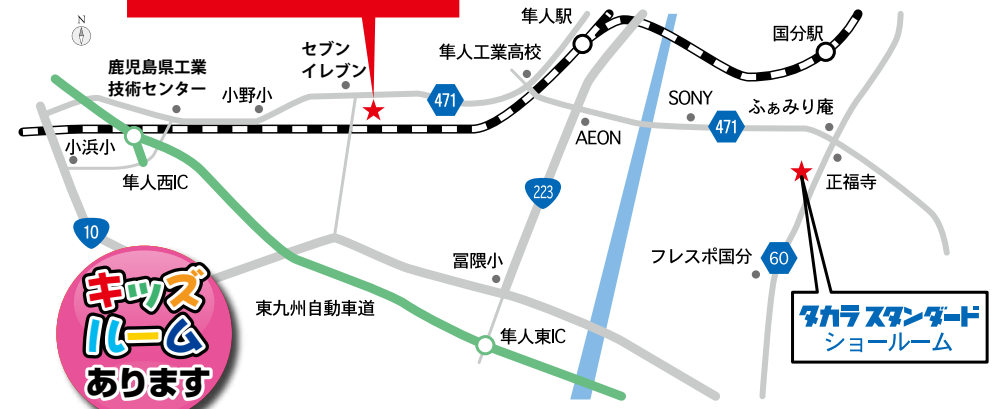 N
隼人駅
国分駅
セブン
イレブン
隼人工業高校
鹿児島県工業
技術センター
小野小
471
SONY
ふぁみり庵
471
AEON
小浜小
隼人西IC
正福寺
223
10
冨隈小
フレスポ国分
60
キッズ
ルーム
あります
東九州自動車道
隼人東IC
タカラスタンダード
ショールーム